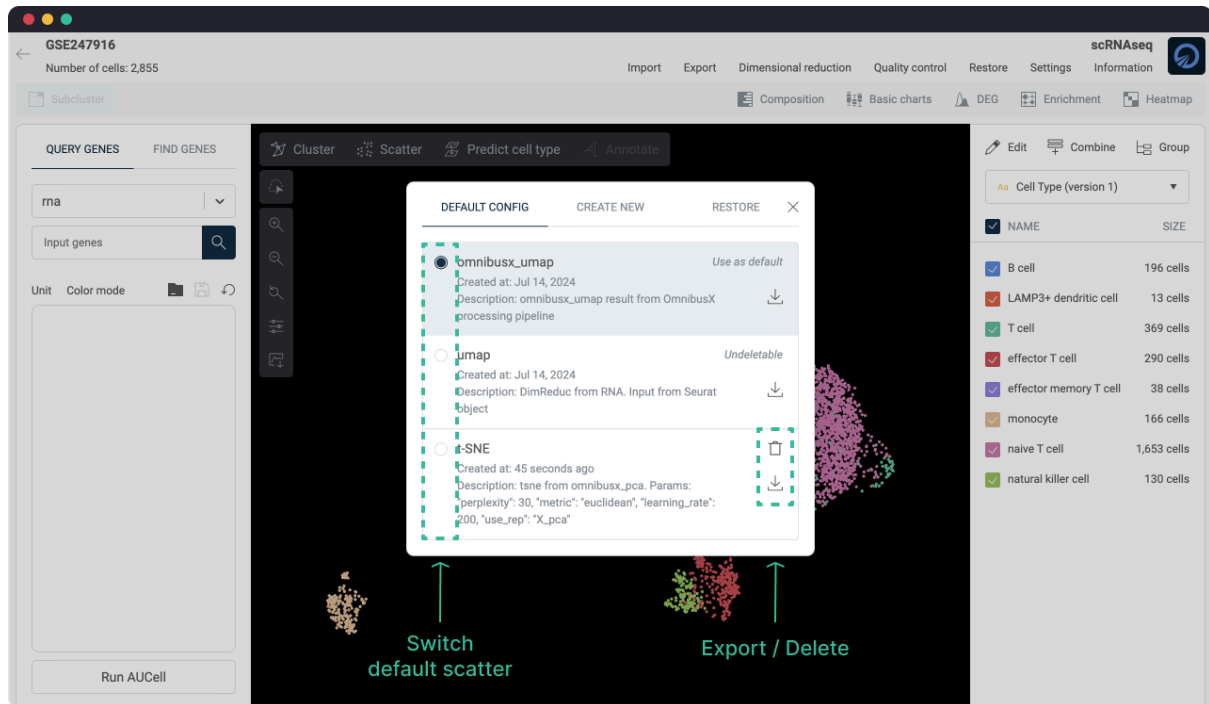 GSE247916
scRNAseq
Number of cells: 2,855
Import Export Dimensional reduction Quality control Restore Settings Information
Subcluster
Composition Basic charts DEG Enrichment Heatmap
QUERY GENES FIND GENES
rna
Input genes
Unit Color mode
Run AUCell
Cluster Scatter Predict cell type Annotate
DEFAULT CONFIG CREATE NEW RESTORE
omnibusx_umap Use as default
Created at: Jul 14, 2024
Description: omnibusx_umap result from OmnibusX
processing pipeline
umap Undeletable
Created at: Jul 14, 2024
Description: DimReduc from RNA. Input from Seurat
object
t-SNE
Created at: 45 seconds ago
Description: tsne from omnibusx_pca. Params:
"perplexity": 30, "metric": "euclidean", "learning_rate":
200, "use_rep": "X_pca"
Switch
default scatter
Export / Delete
Edit Combine Group
Aa Cell Type (version 1)
NAME SIZE
B cell 196 cells
LAMP3+ dendritic cell 13 cells
T cell 369 cells
effector T cell 290 cells
effector memory T cell 38 cells
monocyte 166 cells
naive T cell 1,653 cells
natural killer cell 130 cells